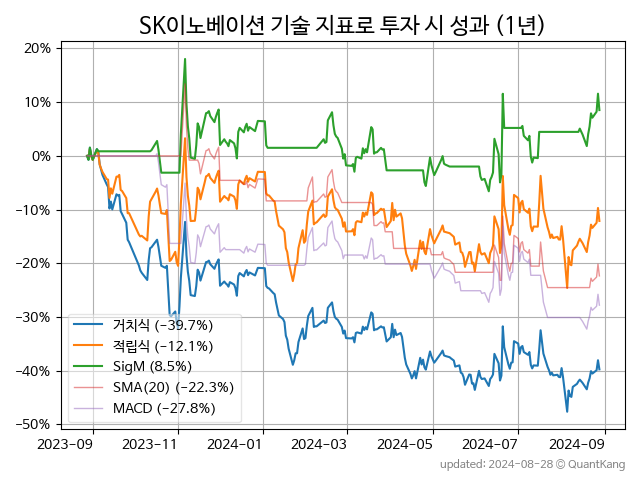 SK이노베이션 기술 지표로 투자 시 성과 (1년)
20%
10%
0%
−10%
−20%
−30%
−40%
−50%
거치식 (−39.7%)
적립식 (−12.1%)
SigM (8.5%)
SMA(20) (−22.3%)
MACD (−27.8%)
2023-09 2023-11 2024-01 2024-03 2024-05 2024-07 2024-09
updated: 2024-08-28 © QuantKang